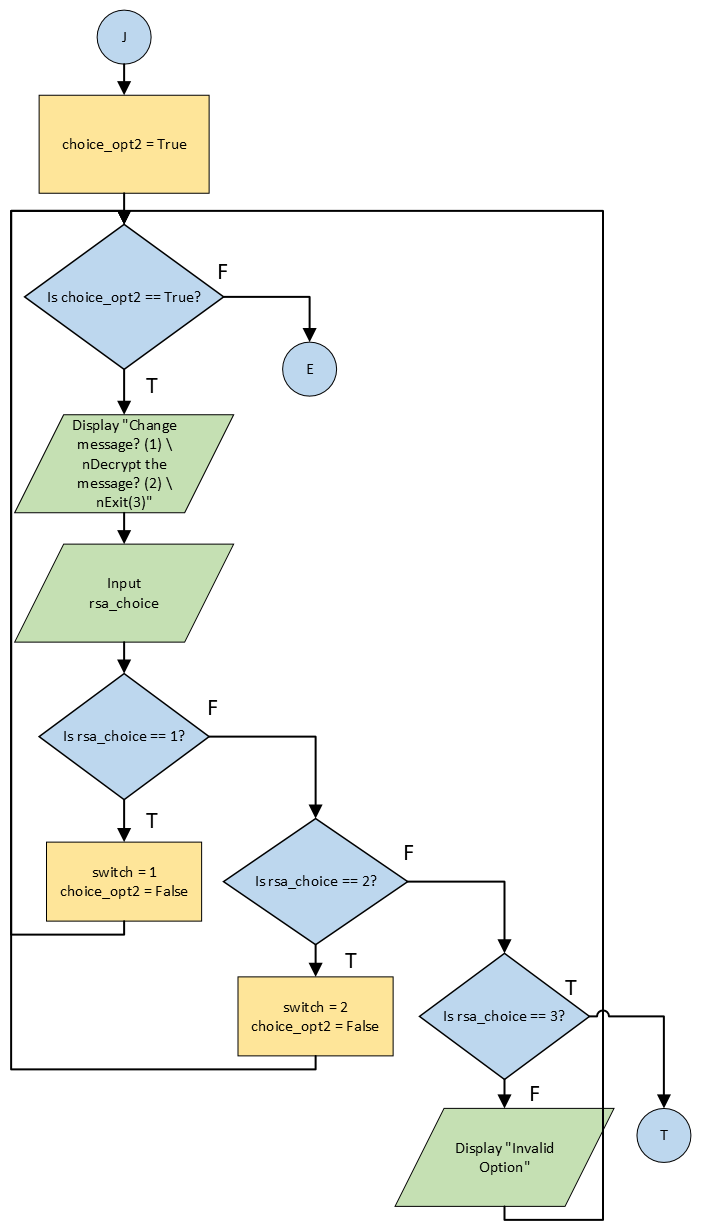 J
choice_opt2 = True
Is choice_opt2 == True?
F
E
T
Display "Change
message? (1) \
nDecrypt the
message? (2) \
nExit(3)"
Input
rsa_choice
Is rsa_choice == 1?
F
T
switch = 1
choice_opt2 = False
Is rsa_choice == 2?
F
T
switch = 2
choice_opt2 = False
Is rsa_choice == 3?
T
F
T
Display "Invalid
Option"